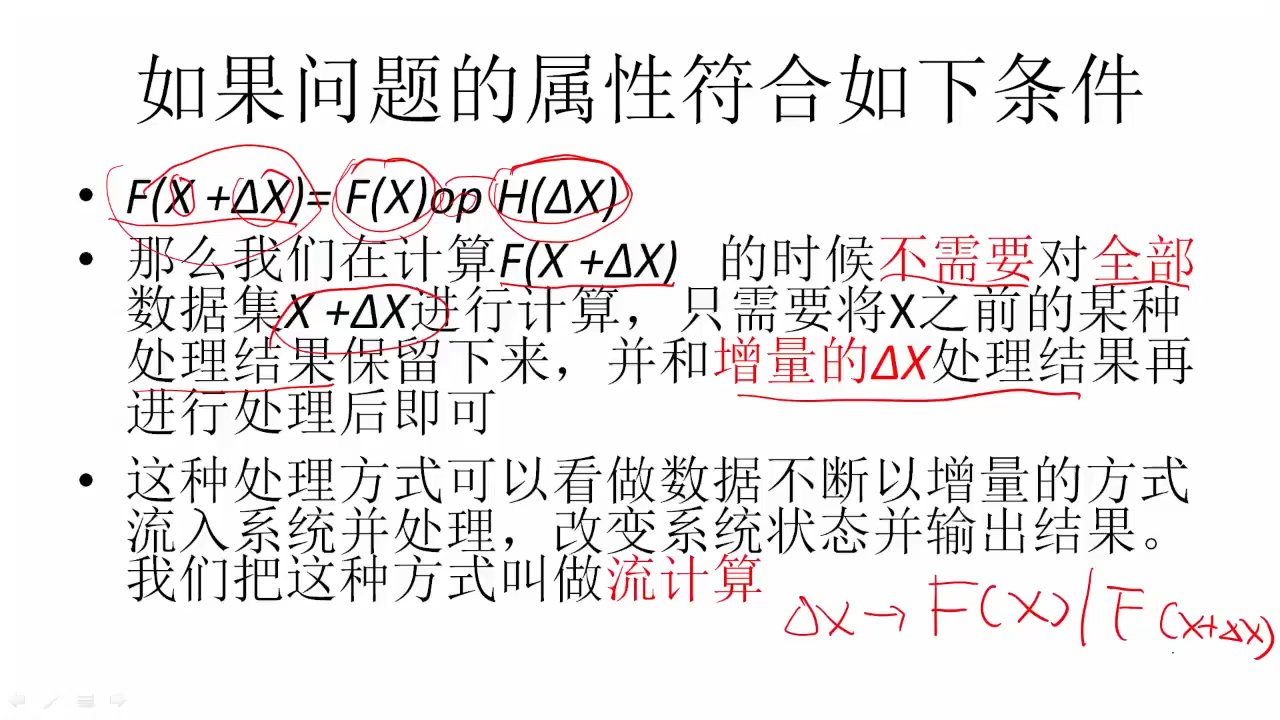 如果问题的属性符合如下条件
• F(X +ΔX)= F(X)op H(ΔX)
• 那么我们在计算F(X +ΔX) 的时候不需要对全部
数据集X +ΔX进行计算，只需要将X之前的某种
处理结果保留下来，并和增量的ΔX处理结果再
进行处理后即可
• 这种处理方式可以看做数据不断以增量的方式
流入系统并处理，改变系统状态并输出结果。
我们把这种方式叫做流计算
ΔX → F(X) / F(X+ΔX)